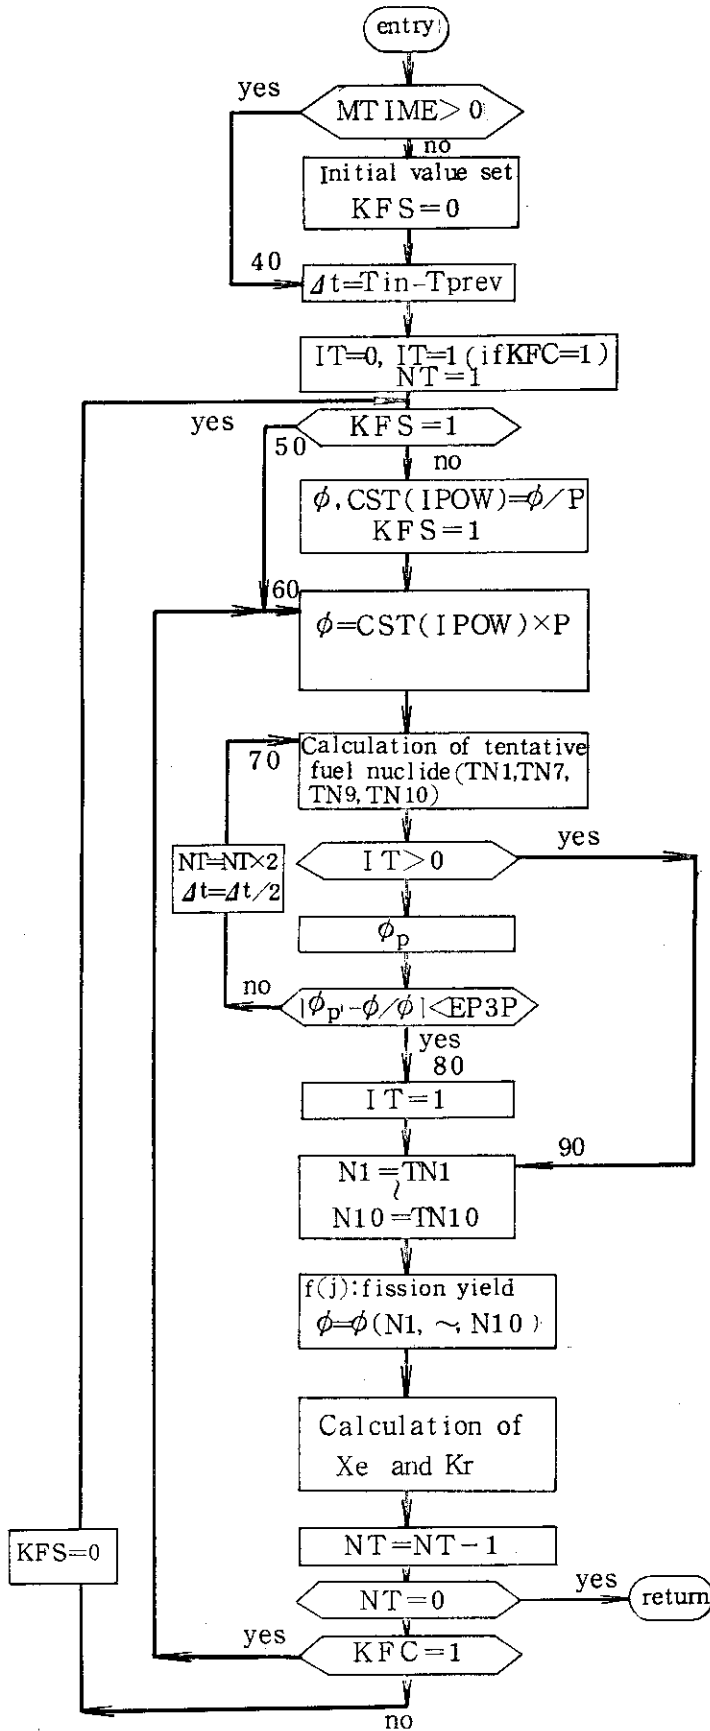 entry
yes
MTIME>0
no
Initial value set
KFS=0
40
Δt=Tin-Tprev
IT=0, IT=1 (if KFC=1)
NT=1
yes
KFS=1
50
no
ϕ, CST(IPOW)=ϕ/P
KFS=1
60
ϕ=CST(IPOW)×P
70
Calculation of tentative
fuel nuclide (TN1,TN7,
TN9,TN10)
NT=NT×2
Δt=Δt/2
IT>0
yes
ϕp
no
|ϕp'-ϕ/ϕ|<EP3P
yes
80
IT=1
90
N1=TN1
~
N10=TN10
f(j):fission yield
ϕ=ϕ(N1, ~, N10)
Calculation of
Xe and Kr
KFS=0
NT=NT-1
NT=0
yes
return
yes
KFC=1
no